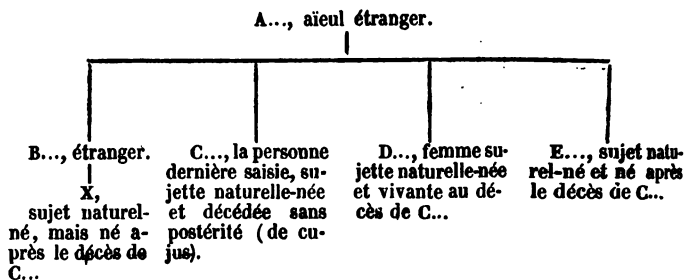 A..., aïeul étranger.
B..., étranger.
X,
sujet naturel-
né, mais né a-
près le décès de
C...
C..., la personne
dernière saisie, su-
jette naturelle-née
et décédée sans
postérité (de cu-
jus).
D..., femme su-
jette naturelle-née
et vivante au dé-
cès de C...
E..., sujet natu-
rel-né et né après
le décès de C...